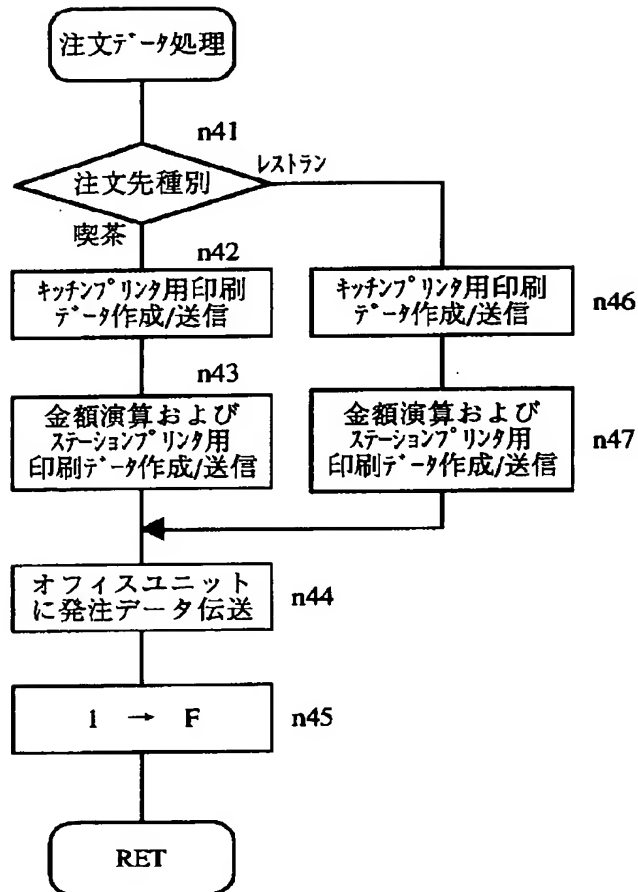 注文データ処理
n41
注文先種別
レストラン
喫茶
n42
キッチンプリンタ用印刷
データ作成/送信
n43
金額演算および
ステーションプリンタ用
印刷データ作成/送信
キッチンプリンタ用印刷
データ作成/送信
n46
金額演算および
ステーションプリンタ用
印刷データ作成/送信
n47
オフィスユニット
に発注データ伝送
n44
1 → F
n45
RET